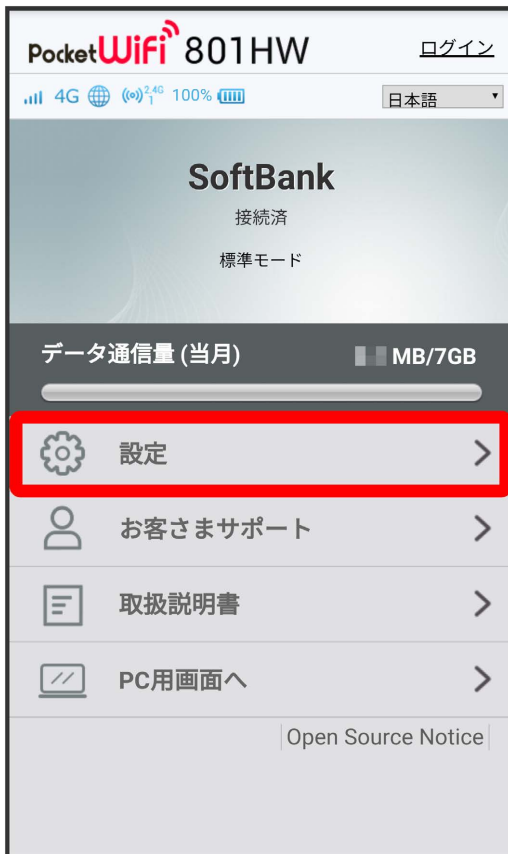 PocketWiFi 801HW ログイン
4G 2.4G 1 100% 日本語
SoftBank
接続済
標準モード
データ通信量 (当月) MB/7GB
設定
お客さまサポート
取扱説明書
PC用画面へ
Open Source Notice